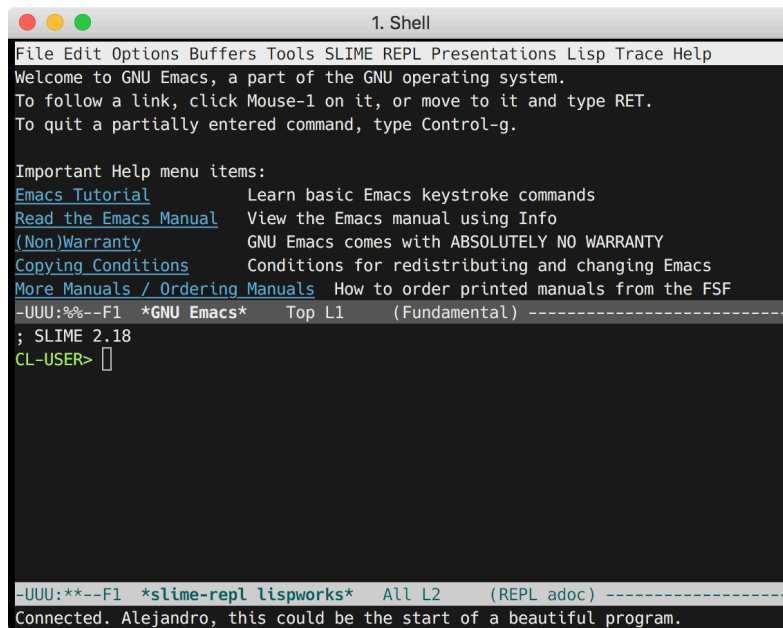 1. Shell
File Edit Options Buffers Tools SLIME REPL Presentations Lisp Trace Help
Welcome to GNU Emacs, a part of the GNU operating system.
To follow a link, click Mouse-1 on it, or move to it and type RET.
To quit a partially entered command, type Control-g.
Important Help menu items:
Emacs Tutorial Learn basic Emacs keystroke commands
Read the Emacs Manual View the Emacs manual using Info
(Non)Warranty GNU Emacs comes with ABSOLUTELY NO WARRANTY
Copying Conditions Conditions for redistributing and changing Emacs
More Manuals / Ordering Manuals How to order printed manuals from the FSF
-UUU:%%--F1 *GNU Emacs* Top L1 (Fundamental) ---------------------------
; SLIME 2.18
CL-USER>
-UUU:**--F1 *slime-repl lispworks* All L2 (REPL adoc) -------------------
Connected. Alejandro, this could be the start of a beautiful program.